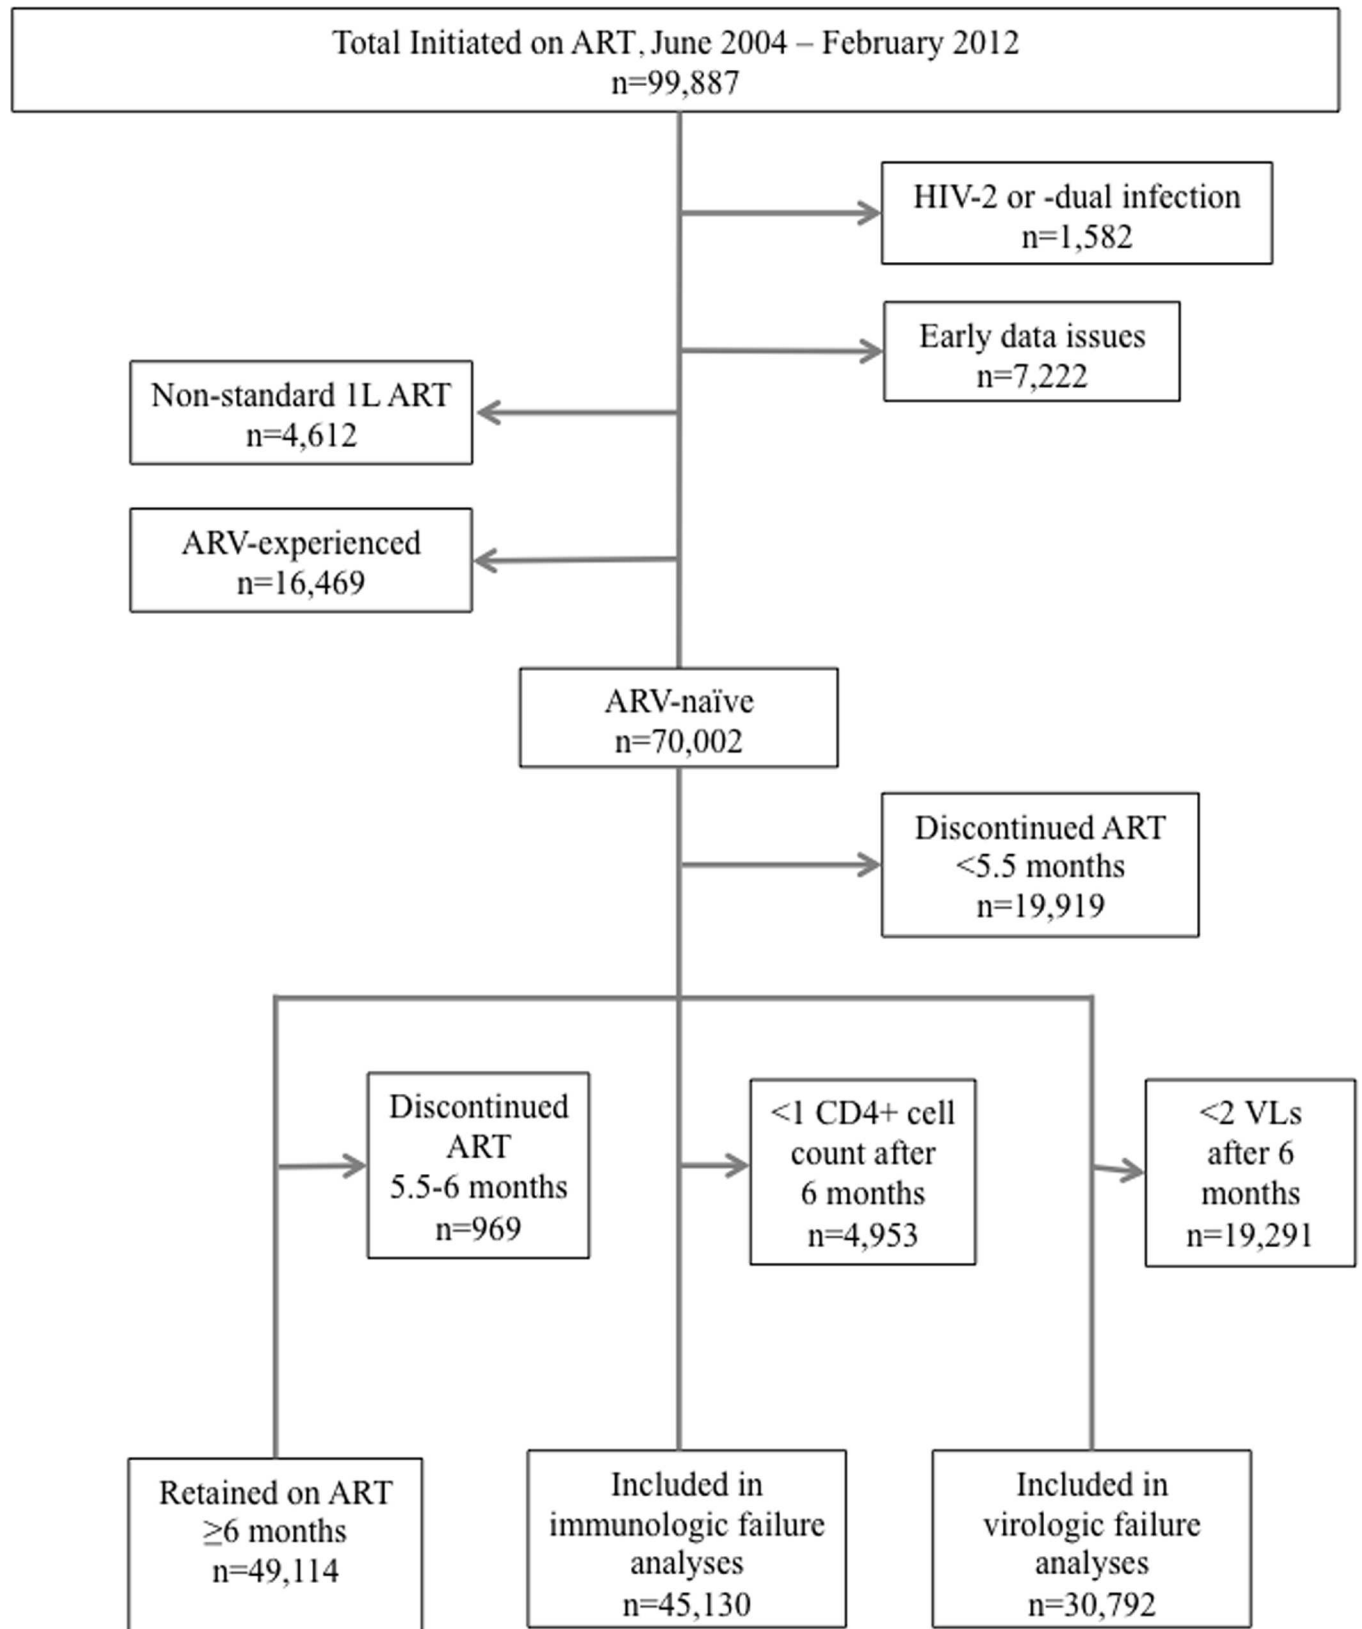 Total Initiated on ART, June 2004 – February 2012
n=99,887
HIV-2 or -dual infection
n=1,582
Early data issues
n=7,222
Non-standard 1L ART
n=4,612
ARV-experienced
n=16,469
ARV-naïve
n=70,002
Discontinued ART
<5.5 months
n=19,919
Discontinued
ART
5.5-6 months
n=969
<1 CD4+ cell
count after
6 months
n=4,953
<2 VLs
after 6
months
n=19,291
Retained on ART
≥6 months
n=49,114
Included in
immunologic failure
analyses
n=45,130
Included in
virologic failure
analyses
n=30,792